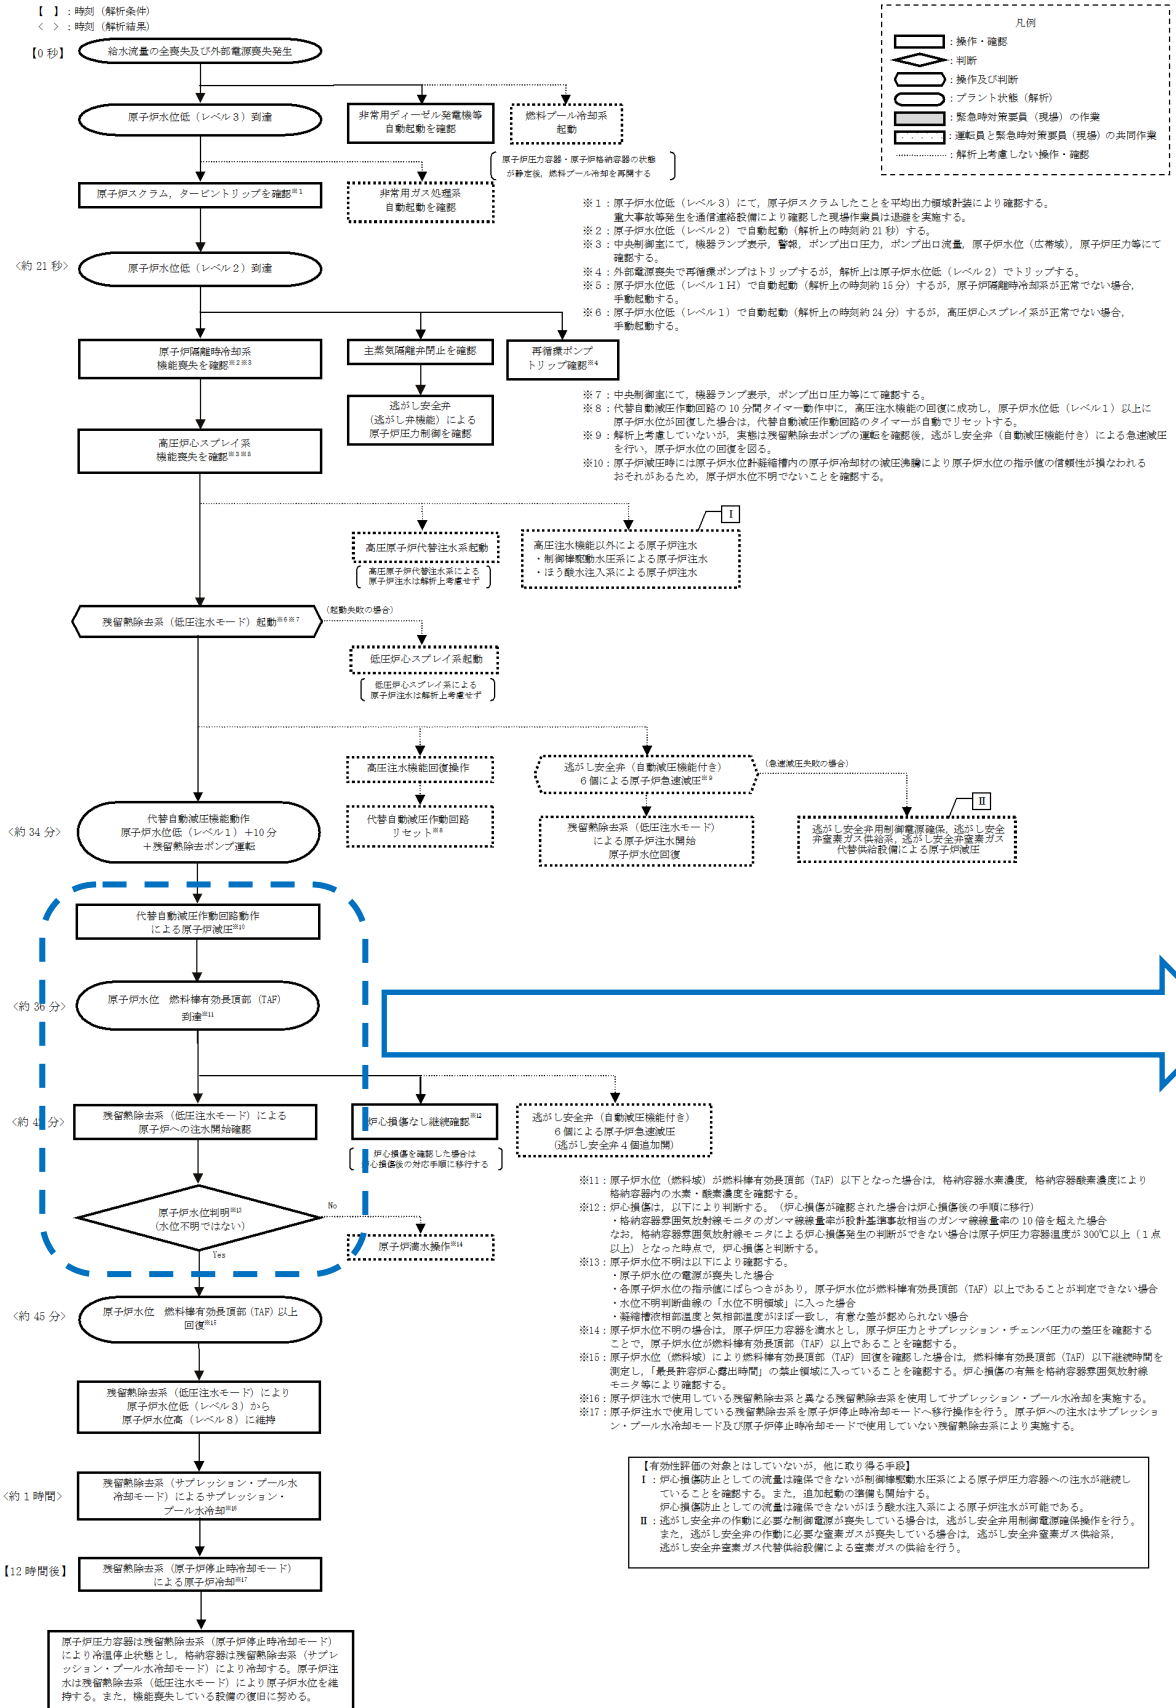 【　】：時刻（解析条件）
＜　＞：時刻（解析結果）
【0 秒】
給水流量の全喪失及び外部電源喪失発生
凡例
：操作・確認
：判断
：操作及び判断
：プラント状態（解析）
：緊急時対策要員（現場）の作業
：運転員と緊急時対策要員（現場）の共同作業
：解析上考慮しない操作・確認
原子炉水位低（レベル３）到達
非常用ディーゼル発電機等
自動起動を確認
燃料プール冷却系
起動
原子炉圧力容器・原子炉格納容器の状態
が静定後，燃料プール冷却を再開する
原子炉スクラム，タービントリップを確認※1
非常用ガス処理系
自動起動を確認
※１：原子炉水位低（レベル３）にて，原子炉スクラムしたことを平均出力領域計装により確認する。
重大事故等発生を通信連絡設備により確認した現場作業員は退避を実施する。
※２：原子炉水位低（レベル２）で自動起動（解析上の時刻約 21 秒）する。
※３：中央制御室にて，機器ランプ表示，警報，ポンプ出口圧力，ポンプ出口流量，原子炉水位（広帯域），原子炉圧力等にて
確認する。
※４：外部電源喪失で再循環ポンプはトリップするが，解析上は原子炉水位低（レベル２）でトリップする。
※５：原子炉水位低（レベル１Ｈ）で自動起動（解析上の時刻約 15 分）するが，原子炉隔離時冷却系が正常でない場合，
手動起動する。
※６：原子炉水位低（レベル１）で自動起動（解析上の時刻約 24 分）するが，高圧炉心スプレイ系が正常でない場合，
手動起動する。
＜約 21 秒＞
原子炉水位低（レベル２）到達
原子炉隔離時冷却系
機能喪失を確認※2※3
主蒸気隔離弁閉止を確認
再循環ポンプ
トリップ確認※4
逃がし安全弁
（逃がし弁機能）による
原子炉圧力制御を確認
高圧炉心スプレイ系
機能喪失を確認※3※5
※７：中央制御室にて，機器ランプ表示，ポンプ出口圧力等にて確認する。
※８：代替自動減圧作動回路の 10 分間タイマー動作中に，高圧注水機能の回復に成功し，原子炉水位低（レベル１）以上に
原子炉水位が回復した場合は，代替自動減圧作動回路のタイマーが自動でリセットする。
※９：解析上考慮していないが，実態は残留熱除去ポンプの運転を確認後，逃がし安全弁（自動減圧機能付き）による急速減圧
を行い，原子炉水位の回復を図る。
※10：原子炉減圧時には原子炉水位計凝縮槽内の原子炉冷却材の減圧沸騰により原子炉水位の指示値の信頼性が損なわれる
おそれがあるため，原子炉水位不明でないことを確認する。
Ⅰ
高圧原子炉代替注水系起動
高圧原子炉代替注水系による
原子炉注水は解析上考慮せず
高圧注水機能以外による原子炉注水
・制御棒駆動水圧系による原子炉注水
・ほう酸水注入系による原子炉注水
残留熱除去系（低圧注水モード）起動※6※7
（起動失敗の場合）
低圧炉心スプレイ系起動
低圧炉心スプレイ系による
原子炉注水は解析上考慮せず
高圧注水機能回復操作
代替自動減圧作動回路
リセット※8
逃がし安全弁（自動減圧機能付き）
６個による原子炉急速減圧※9
（急速減圧失敗の場合）
残留熱除去系（低圧注水モード）
による原子炉注水開始
原子炉水位回復
Ⅱ
逃がし安全弁用制御電源確保，逃がし安全
弁窒素ガス供給系，逃がし安全弁窒素ガス
代替供給設備による原子炉減圧
＜約 34 分＞
代替自動減圧機能動作
原子炉水位低（レベル１）＋10 分
＋残留熱除去ポンプ運転
代替自動減圧作動回路動作
による原子炉減圧※10
＜約 36 分＞
原子炉水位　燃料棒有効長頂部（TAF）
到達※11
残留熱除去系（低圧注水モード）による
原子炉への注水開始確認
炉心損傷なし継続確認※12
炉心損傷を確認した場合は
炉心損傷後の対応手順に移行する
逃がし安全弁（自動減圧機能付き）
６個による原子炉急速減圧
（逃がし安全弁４個追加開）
原子炉水位判明※13
（水位不明ではない）
No
Yes
原子炉満水操作※14
※11：原子炉水位（燃料域）が燃料棒有効長頂部（TAF）以下となった場合は，格納容器水素濃度，格納容器酸素濃度により
格納容器内の水素・酸素濃度を確認する。
※12：炉心損傷は，以下により判断する。（炉心損傷が確認された場合は炉心損傷後の手順に移行）
・格納容器雰囲気放射線モニタのガンマ線線量率が設計基準事故相当のガンマ線線量率の 10 倍を超えた場合
なお，格納容器雰囲気放射線モニタによる炉心損傷発生の判断ができない場合は原子炉圧力容器温度が 300℃以上（１点
以上）となった時点で，炉心損傷と判断する。
※13：原子炉水位不明は以下により確認する。
・原子炉水位の電源が喪失した場合
・各原子炉水位の指示値にばらつきがあり，原子炉水位が燃料棒有効長頂部（TAF）以上であることが判定できない場合
・水位不明判断曲線の「水位不明領域」に入った場合
・凝縮槽液相部温度と気相部温度がほぼ一致し，有意な差が認められない場合
※14：原子炉水位不明の場合は，原子炉圧力容器を満水とし，原子炉圧力とサプレッション・チェンバ圧力の差圧を確認する
ことで，原子炉水位が燃料棒有効長頂部（TAF）以上であることを確認する。
※15：原子炉水位（燃料域）により燃料棒有効長頂部（TAF）回復を確認した場合は，燃料棒有効長頂部（TAF）以下継続時間を
測定し，「最長許容炉心露出時間」の禁止領域に入っていることを確認する。炉心損傷の有無を格納容器雰囲気放射線
モニタ等により確認する。
※16：原子炉注水で使用している残留熱除去系と異なる残留熱除去系を使用してサプレッション・プール水冷却を実施する。
※17：原子炉注水で使用している残留熱除去系を原子炉停止時冷却モードへ移行操作を行う。原子炉への注水はサプレッショ
ン・プール水冷却モード及び原子炉停止時冷却モードで使用していない残留熱除去系により実施する。
＜約 45 分＞
原子炉水位　燃料棒有効長頂部（TAF）以上
回復※15
残留熱除去系（低圧注水モード）により
原子炉水位低（レベル３）から
原子炉水位高（レベル８）に維持
＜約 1 時間＞
残留熱除去系（サプレッション・プール水
冷却モード）によるサプレッション・
プール水冷却※16
【12 時間後】
残留熱除去系（原子炉停止時冷却モード）
による原子炉冷却※17
【有効性評価の対象とはしていないが，他に取り得る手段】
Ⅰ：炉心損傷防止としての流量は確保できないが制御棒駆動水圧系による原子炉圧力容器への注水が継続し
ていることを確認する。また，追加起動の準備も開始する。
炉心損傷防止としての流量は確保できないがほう酸水注入系による原子炉注水が可能である。
Ⅱ：逃がし安全弁の作動に必要な制御電源が喪失している場合は，逃がし安全弁用制御電源確保操作を行う。
また，逃がし安全弁の作動に必要な窒素ガスが喪失している場合は，逃がし安全弁窒素ガス供給系，
逃がし安全弁窒素ガス代替供給設備による窒素ガスの供給を行う。
原子炉圧力容器は残留熱除去系（原子炉停止時冷却モード）
により冷温停止状態とし，格納容器は残留熱除去系（サプレ
ッション・プール水冷却モード）により冷却する。原子炉注
水は残留熱除去系（低圧注水モード）により原子炉水位を維
持する。また，機能喪失している設備の復旧に努める。